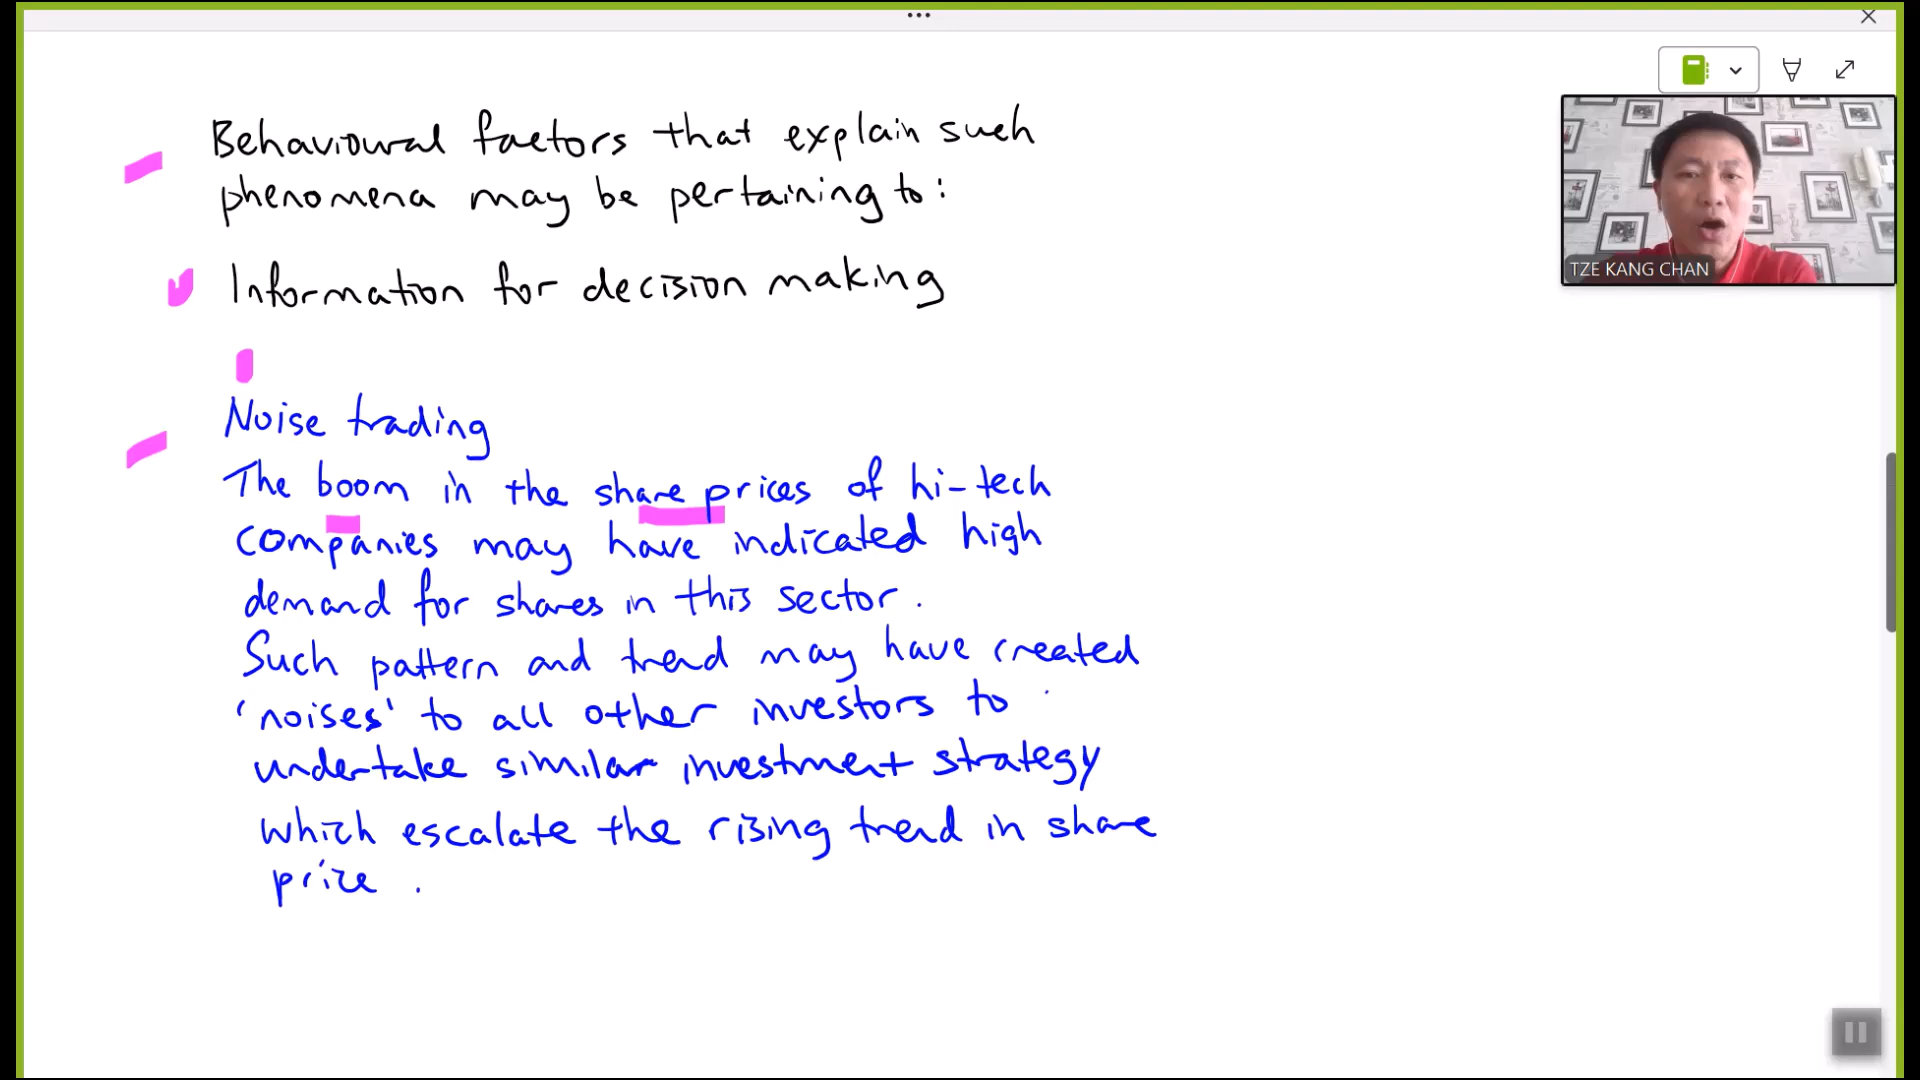 Behavioural factors that explain such
phenomena may be pertaining to:
Information for decision making
Noise trading
The boom in the share prices of hi-tech
companies may have indicated high
demand for shares in this sector.
Such pattern and trend may have created
'noises' to all other investors to
undertake similar investment strategy
which escalate the rising trend in share
price.
TZE KANG CHAN